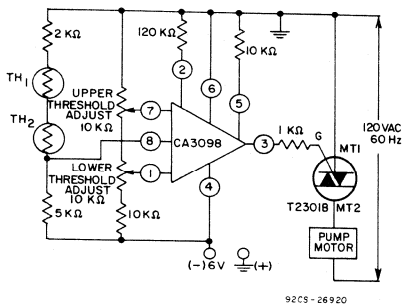 2 KΩ
120 KΩ
10 KΩ
TH1
TH2
UPPER
THRESHOLD
ADJUST
10 KΩ
LOWER
THRESHOLD
ADJUST
10 KΩ
5 KΩ
10 KΩ
2
6
5
7
8
1
CA3098
3
4
1 KΩ
G
MT1
T2301B
MT2
120VAC
60 Hz
PUMP
MOTOR
(-)6V
(+)
92CS-26920